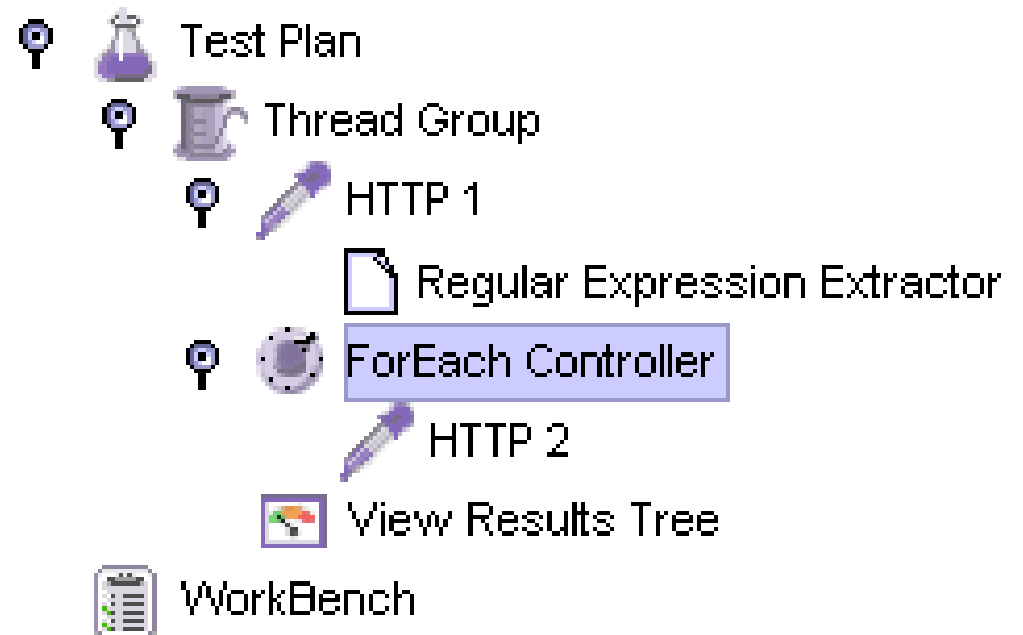 Test Plan
Thread Group
HTTP 1
Regular Expression Extractor
ForEach Controller
HTTP 2
View Results Tree
WorkBench